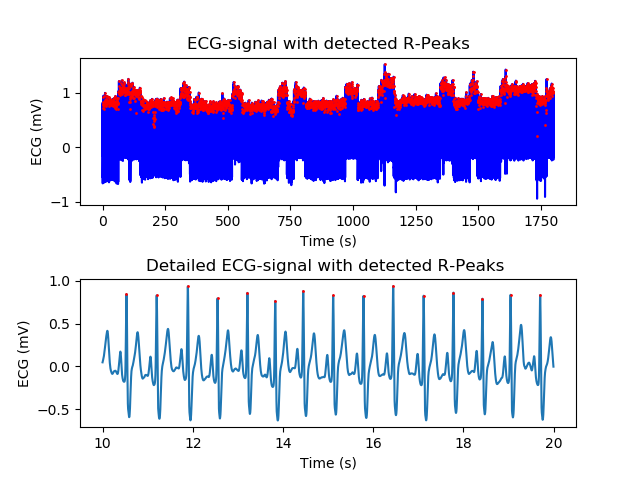 ECG-signal with detected R-Peaks
ECG (mV)
1
0
−1
0 250 500 750 1000 1250 1500 1750
Time (s)
Detailed ECG-signal with detected R-Peaks
ECG (mV)
1.0
0.5
0.0
−0.5
10 12 14 16 18 20
Time (s)